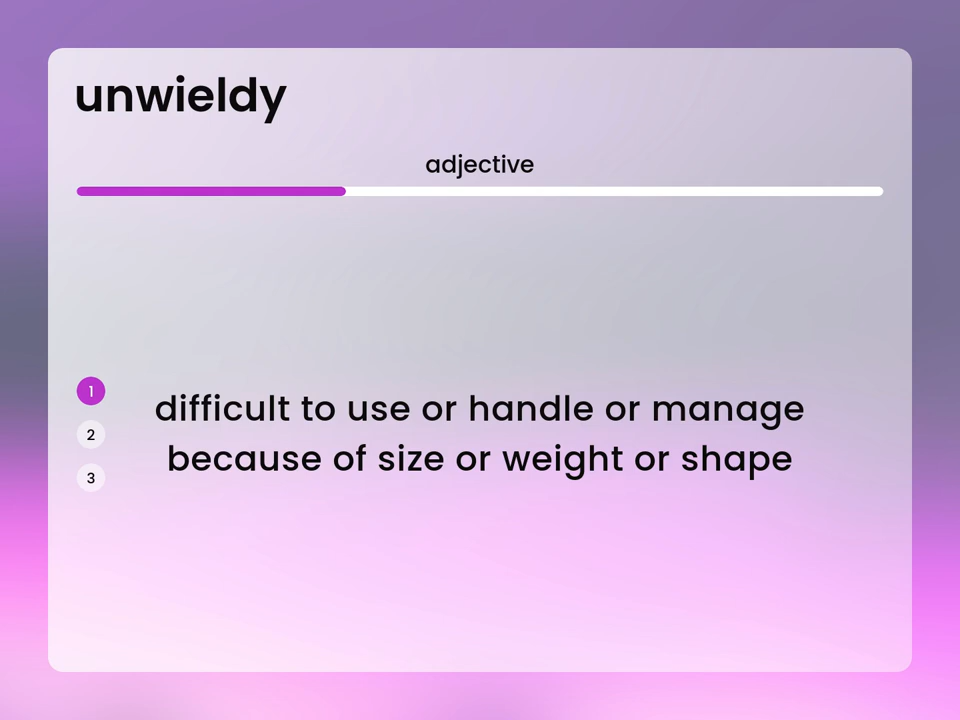 unwieldy
adjective
1
difficult to use or handle or manage
2
because of size or weight or shape
3